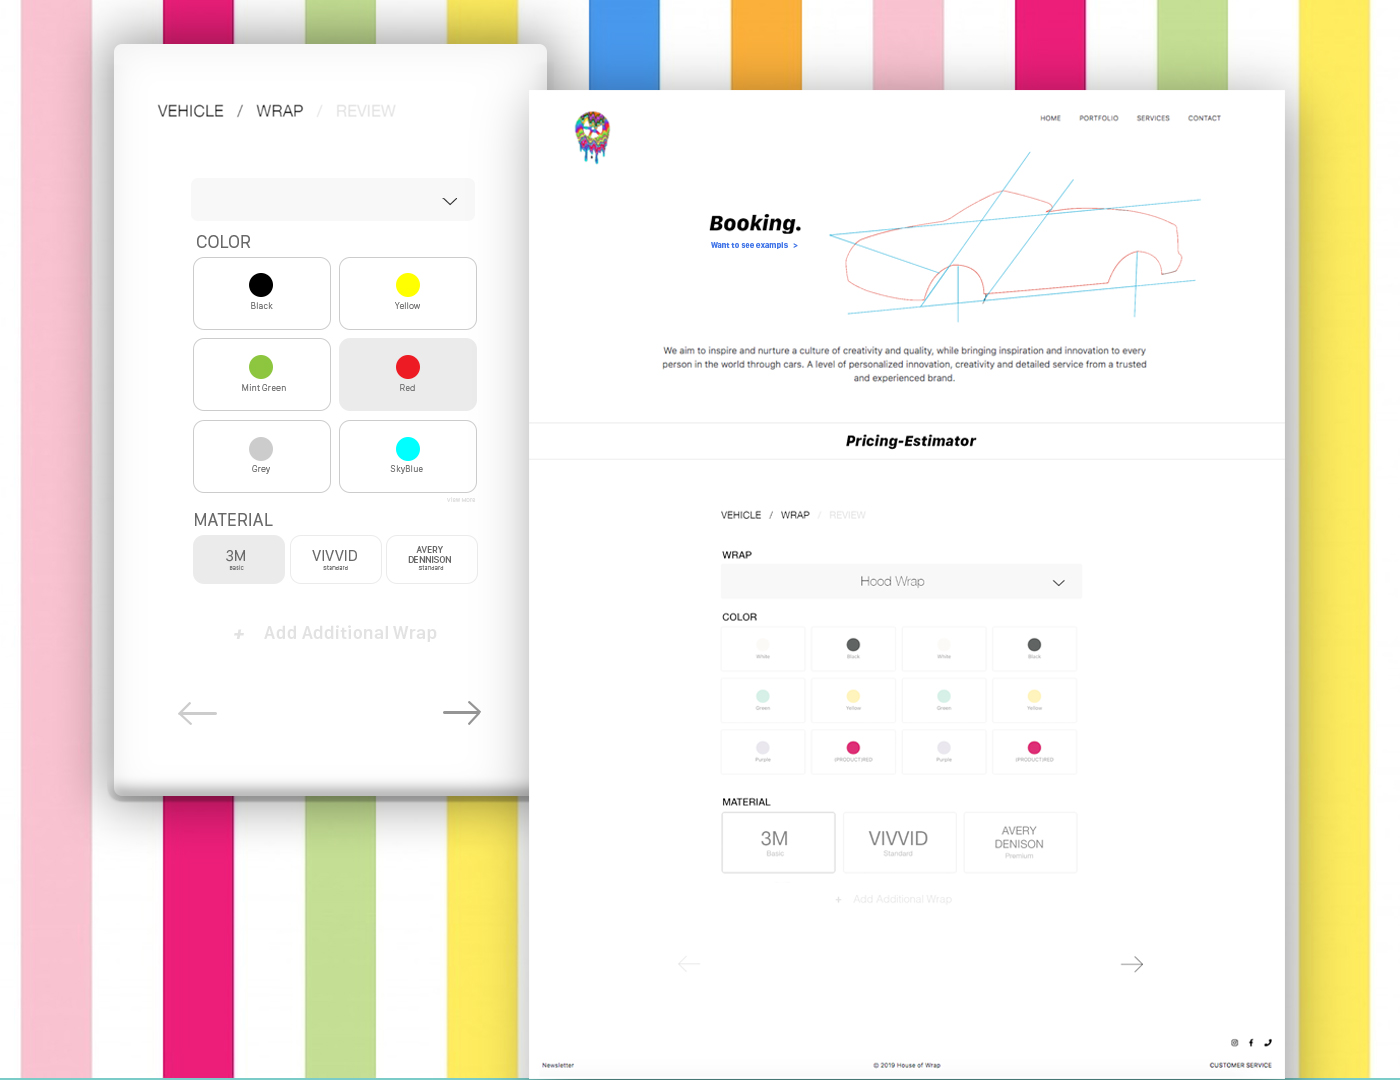 VEHICLE / WRAP / REVIEW
COLOR
Black
Yellow
Mint Green
Red
Grey
SkyBlue
VIEW MORE
MATERIAL
3M
Basic
VIVVID
Standard
AVERY
DENNISON
Standard
+ Add Additional Wrap
HOME PORTFOLIO SERVICES CONTACT
Booking.
Want to see exampls >
We aim to inspire and nurture a culture of creativity and quality, while bringing inspiration and innovation to every
person in the world through cars. A level of personalized innovation, creativity and detailed service from a trusted
and experienced brand.
Pricing-Estimator
VEHICLE / WRAP / REVIEW
WRAP
Hood Wrap
COLOR
White
Black
White
Black
Green
Yellow
Green
Yellow
Purple
(PRODUCT)RED
Purple
(PRODUCT)RED
MATERIAL
3M
Basic
VIVVID
Standard
AVERY
DENISON
Premium
+ Add Additional Wrap
Newsletter
© 2019 House of Wrap
CUSTOMER SERVICE